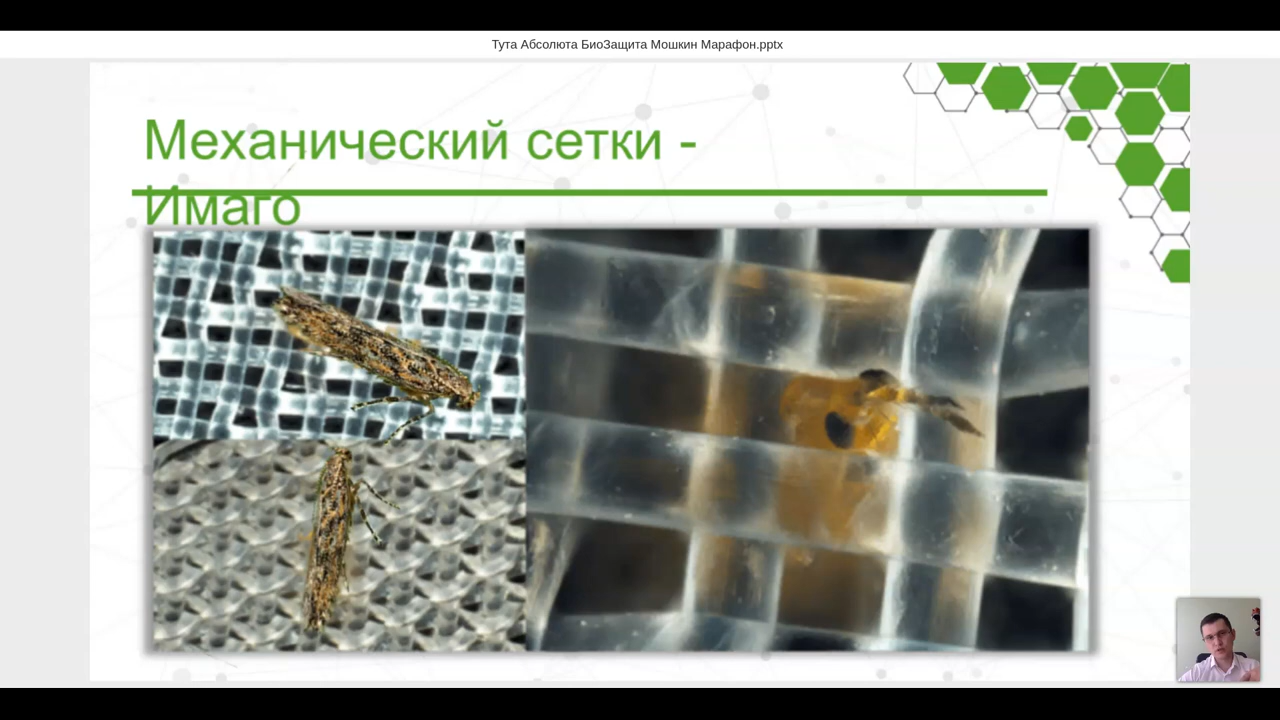 Тута Абсолюта БиоЗащита Мошкин Марафон.pptx
Механический сетки -
Имаго